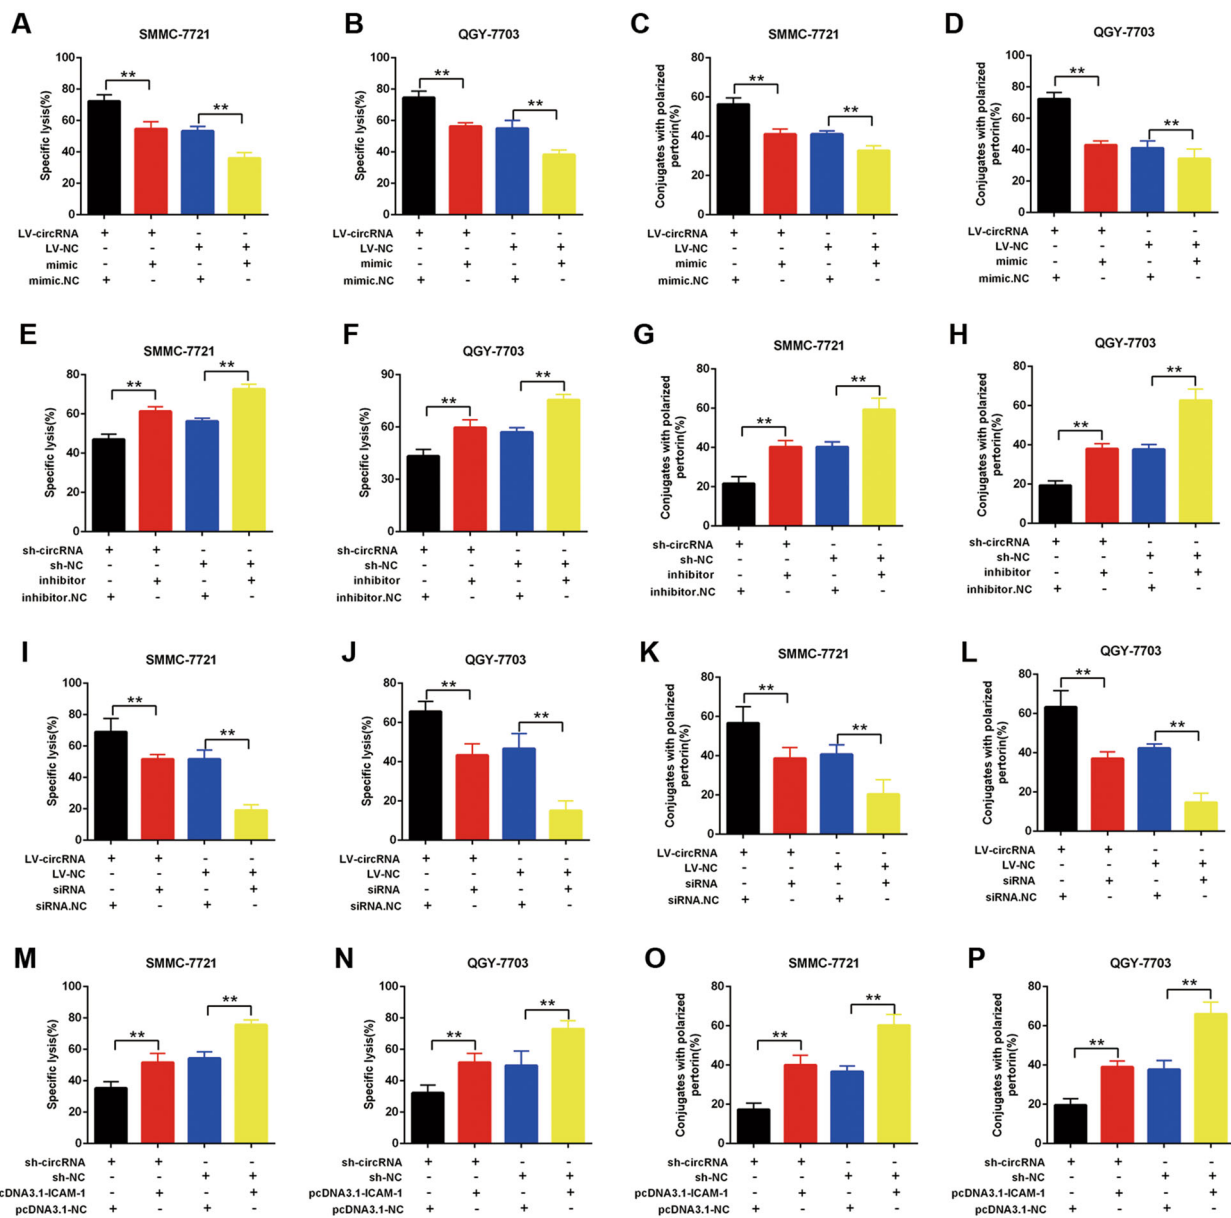 A
SMMC-7721
Specific lysis(%)
100
80
60
40
20
0
**
**
LV-circRNA + + - -
LV-NC - - + +
mimic - + - +
mimic.NC + - + -
B
QGY-7703
Specific lysis(%)
100
80
60
40
20
0
**
**
LV-circRNA + + - -
LV-NC - - + +
mimic - + - +
mimic.NC + - + -
C
SMMC-7721
Conjugates with polarized
pertorin(%)
80
60
40
20
0
**
**
LV-circRNA + + - -
LV-NC - - + +
mimic - + - +
mimic.NC + - + -
D
QGY-7703
Conjugates with polarized
pertorin(%)
100
80
60
40
20
0
**
**
LV-circRNA + + - -
LV-NC - - + +
mimic - + - +
mimic.NC + - + -
E
SMMC-7721
Specific lysis(%)
80
60
40
20
0
**
**
sh-circRNA + + - -
sh-NC - - + +
inhibitor - + - +
inhibitor.NC + - + -
F
QGY-7703
Specific lysis(%)
90
60
30
0
**
**
sh-circRNA + + - -
sh-NC - - + +
inhibitor - + - +
inhibitor.NC + - + -
G
SMMC-7721
Conjugates with polarized
pertorin(%)
80
60
40
20
0
**
**
sh-circRNA + + - -
sh-NC - - + +
inhibitor - + - +
inhibitor.NC + - + -
H
QGY-7703
Conjugates with polarized
pertorin(%)
80
60
40
20
0
**
**
sh-circRNA + + - -
sh-NC - - + +
inhibitor - + - +
inhibitor.NC + - + -
I
SMMC-7721
Specific lysis(%)
100
80
60
40
20
0
**
**
LV-circRNA + + - -
LV-NC - - + +
siRNA - + - +
siRNA.NC + - + -
J
QGY-7703
Specific lysis(%)
80
60
40
20
0
**
**
LV-circRNA + + - -
LV-NC - - + +
siRNA - + - +
siRNA.NC + - + -
K
SMMC-7721
Conjugates with polarized
pertorin(%)
80
60
40
20
0
**
**
LV-circRNA + + - -
LV-NC - - + +
siRNA - + - +
siRNA.NC + - + -
L
QGY-7703
Conjugates with polarized
pertorin(%)
80
60
40
20
0
**
**
LV-circRNA + + - -
LV-NC - - + +
siRNA - + - +
siRNA.NC + - + -
M
SMMC-7721
Specific lysis(%)
100
80
60
40
20
0
**
**
sh-circRNA + + - -
sh-NC - - + +
cDNA3.1-ICAM-1 - + - +
pcDNA3.1-NC + - + -
N
QGY-7703
Specific lysis(%)
100
80
60
40
20
0
**
**
sh-circRNA + + - -
sh-NC - - + +
pcDNA3.1-ICAM-1 - + - +
pcDNA3.1-NC + - + -
O
SMMC-7721
Conjugates with polarized
pertorin(%)
80
60
40
20
0
**
**
sh-circRNA + + - -
sh-NC - - + +
pcDNA3.1-ICAM-1 - + - +
pcDNA3.1-NC + - + -
P
QGY-7703
Conjugates with polarized
pertorin(%)
80
60
40
20
0
**
**
sh-circRNA + + - -
sh-NC - - + +
pcDNA3.1-ICAM-1 - + - +
pcDNA3.1-NC + - + -